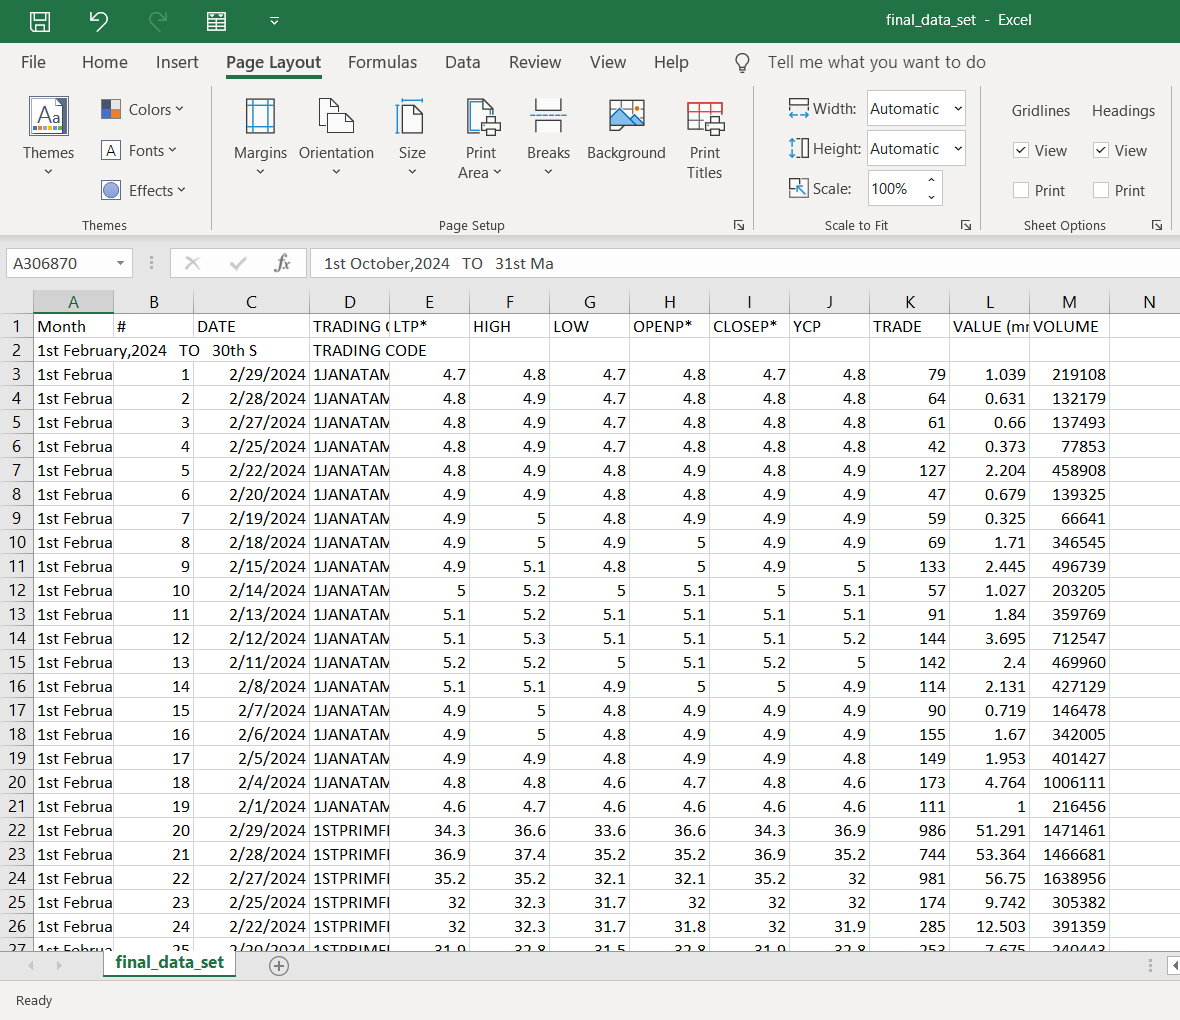 final_data_set - Excel
File Home Insert Page Layout Formulas Data Review View Help Tell me what you want to do
Themes Colors Fonts Effects Margins Orientation Size Print Area Breaks Background Print Titles Width: Automatic Height: Automatic Scale: 100% Gridlines View Print Headings View Print
Themes Page Setup Scale to Fit Sheet Options
A306870 fx 1st October,2024 TO 31st Ma
A B C D E F G H I J K L M N
1 Month # DATE TRADING LTP* HIGH LOW OPENP* CLOSEP* YCP TRADE VALUE (m VOLUME
2 1st February,2024 TO 30th S TRADING CODE
3 1st Februa 1 2/29/2024 1JANATAM 4.7 4.8 4.7 4.8 4.7 4.8 79 1.039 219108
4 1st Februa 2 2/28/2024 1JANATAM 4.8 4.9 4.7 4.8 4.8 4.8 64 0.631 132179
5 1st Februa 3 2/27/2024 1JANATAM 4.8 4.9 4.7 4.8 4.8 4.8 61 0.66 137493
6 1st Februa 4 2/25/2024 1JANATAM 4.8 4.9 4.7 4.8 4.8 4.8 42 0.373 77853
7 1st Februa 5 2/22/2024 1JANATAM 4.8 4.9 4.8 4.9 4.8 4.9 127 2.204 458908
8 1st Februa 6 2/20/2024 1JANATAM 4.9 4.9 4.8 4.8 4.9 4.9 47 0.679 139325
9 1st Februa 7 2/19/2024 1JANATAM 4.9 5 4.8 4.9 4.9 4.9 59 0.325 66641
10 1st Februa 8 2/18/2024 1JANATAM 4.9 5 4.9 5 4.9 4.9 69 1.71 346545
11 1st Februa 9 2/15/2024 1JANATAM 4.9 5.1 4.8 5 4.9 5 133 2.445 496739
12 1st Februa 10 2/14/2024 1JANATAM 5 5.2 5 5.1 5 5.1 57 1.027 203205
13 1st Februa 11 2/13/2024 1JANATAM 5.1 5.2 5.1 5.1 5.1 5.1 91 1.84 359769
14 1st Februa 12 2/12/2024 1JANATAM 5.1 5.3 5.1 5.1 5.1 5.2 144 3.695 712547
15 1st Februa 13 2/11/2024 1JANATAM 5.2 5.2 5 5.1 5.2 5 142 2.4 469960
16 1st Februa 14 2/8/2024 1JANATAM 5.1 5.1 4.9 5 5 4.9 114 2.131 427129
17 1st Februa 15 2/7/2024 1JANATAM 4.9 5 4.8 4.9 4.9 4.9 90 0.719 146478
18 1st Februa 16 2/6/2024 1JANATAM 4.9 5 4.8 4.9 4.9 4.9 155 1.67 342005
19 1st Februa 17 2/5/2024 1JANATAM 4.9 4.9 4.8 4.9 4.9 4.8 149 1.953 401427
20 1st Februa 18 2/4/2024 1JANATAM 4.8 4.8 4.6 4.7 4.8 4.6 173 4.764 1006111
21 1st Februa 19 2/1/2024 1JANATAM 4.6 4.7 4.6 4.6 4.6 4.6 111 1 216456
22 1st Februa 20 2/29/2024 1STPRIMF 34.3 36.6 33.6 36.6 34.3 36.9 986 51.291 1471461
23 1st Februa 21 2/28/2024 1STPRIMF 36.9 37.4 35.2 35.2 36.9 35.2 744 53.364 1466681
24 1st Februa 22 2/27/2024 1STPRIMF 35.2 35.2 32.1 32.1 35.2 32 981 56.75 1638956
25 1st Februa 23 2/25/2024 1STPRIMF 32 32.3 31.7 32 32 32 174 9.742 305382
26 1st Februa 24 2/22/2024 1STPRIMF 32 32.3 31.7 31.8 32 31.9 285 12.503 391359
27 1st Februa 25 2/20/2024 1STPRIMF 31.9 32.8 31.5 32.8 31.9 32.8 253 7.675 240443
final_data_set
Ready